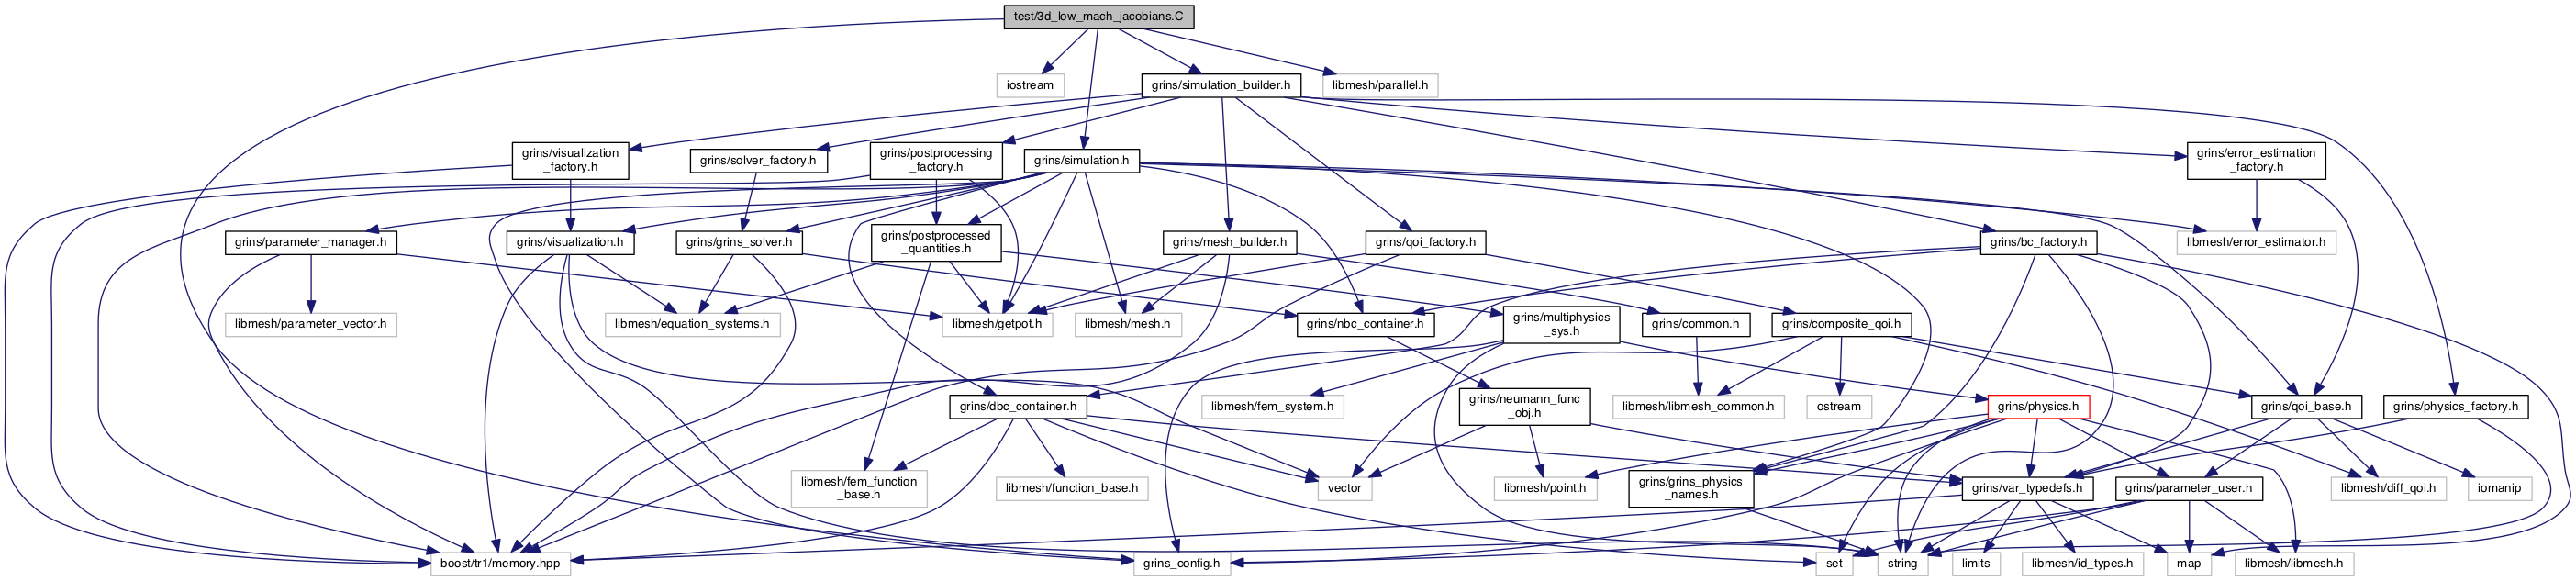 test/3d_low_mach_jacobians.C
iostream
grins/simulation_builder.h
libmesh/parallel.h
grins/visualization
_factory.h
grins/solver_factory.h
grins/postprocessing
_factory.h
grins/simulation.h
grins/error_estimation
_factory.h
grins/parameter_manager.h
grins/visualization.h
grins/grins_solver.h
grins/postprocessed
_quantities.h
grins/mesh_builder.h
grins/qoi_factory.h
grins/bc_factory.h
libmesh/error_estimator.h
libmesh/parameter_vector.h
libmesh/equation_systems.h
libmesh/getpot.h
libmesh/mesh.h
grins/nbc_container.h
grins/multiphysics
_sys.h
grins/common.h
grins/composite_qoi.h
grins/dbc_container.h
libmesh/fem_system.h
grins/neumann_func
_obj.h
libmesh/libmesh_common.h
ostream
grins/physics.h
grins/qoi_base.h
grins/physics_factory.h
libmesh/fem_function
_base.h
libmesh/function_base.h
vector
libmesh/point.h
grins/grins_physics
_names.h
grins/var_typedefs.h
grins/parameter_user.h
libmesh/diff_qoi.h
iomanip
boost/tr1/memory.hpp
grins_config.h
set
string
limits
libmesh/id_types.h
map
libmesh/libmesh.h